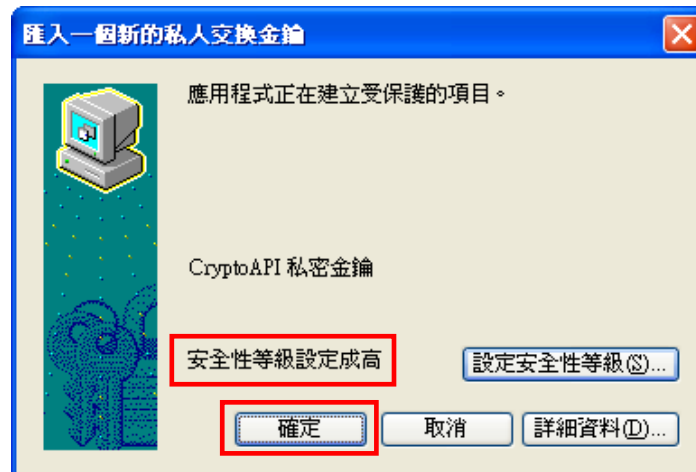 匯入一個新的私人交換金鑰
應用程式正在建立受保護的項目。
CryptoAPI 私密金鑰
安全性等級設定成高
設定安全性等級(S)...
確定
取消
詳細資料(D)...